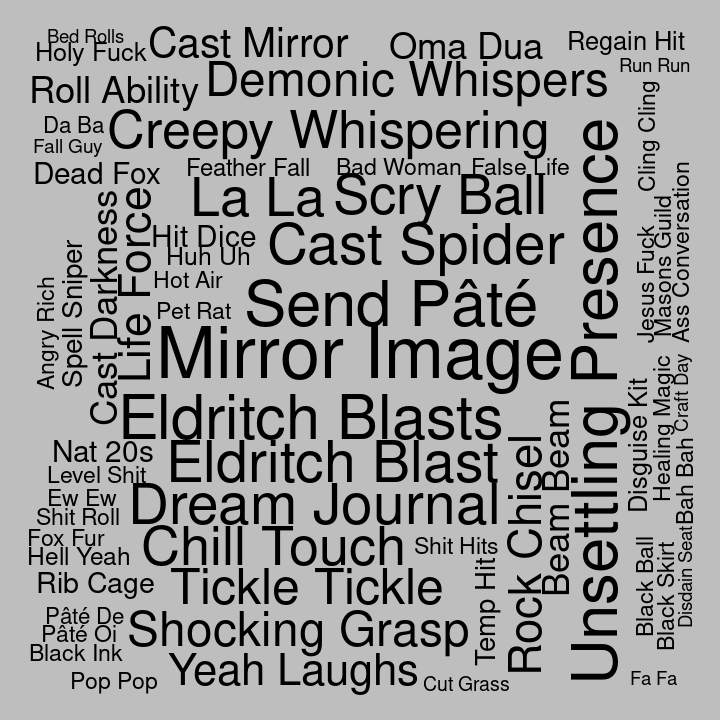 Bed Rolls
Holy Fuck
Cast Mirror
Oma Dua
Regain Hit
Run Run
Roll Ability
Demonic Whispers
Da Ba
Creepy Whispering
Cling Cling
Fall Guy
Dead Fox
Feather Fall
Bad Woman
False Life
La La
Scry Ball
Unsettling Presence
Jesus Fuck
Masons Guild
Ass Conversation
Cast Darkness
Life Force
Hit Dice
Huh Uh
Cast Spider
Angry Rich
Spell Sniper
Hot Air
Pet Rat
Send Pâté
Mirror Image
Disguise Kit
Healing Magic
Craft Day
Eldritch Blasts
Nat 20s
Level Shit
Eldritch Blast
Rock Chisel
Beam Beam
Bah Bah
Ew Ew
Shit Roll
Dream Journal
Fox Fur
Hell Yeah
Chill Touch
Shit Hits
Black Ball
Black Skirt
Disdain Seat
Rib Cage
Tickle Tickle
Temp Hit
Pâté De
Pâté Oi
Black Ink
Shocking Grasp
Pop Pop
Yeah Laughs
Cut Grass
Fa Fa